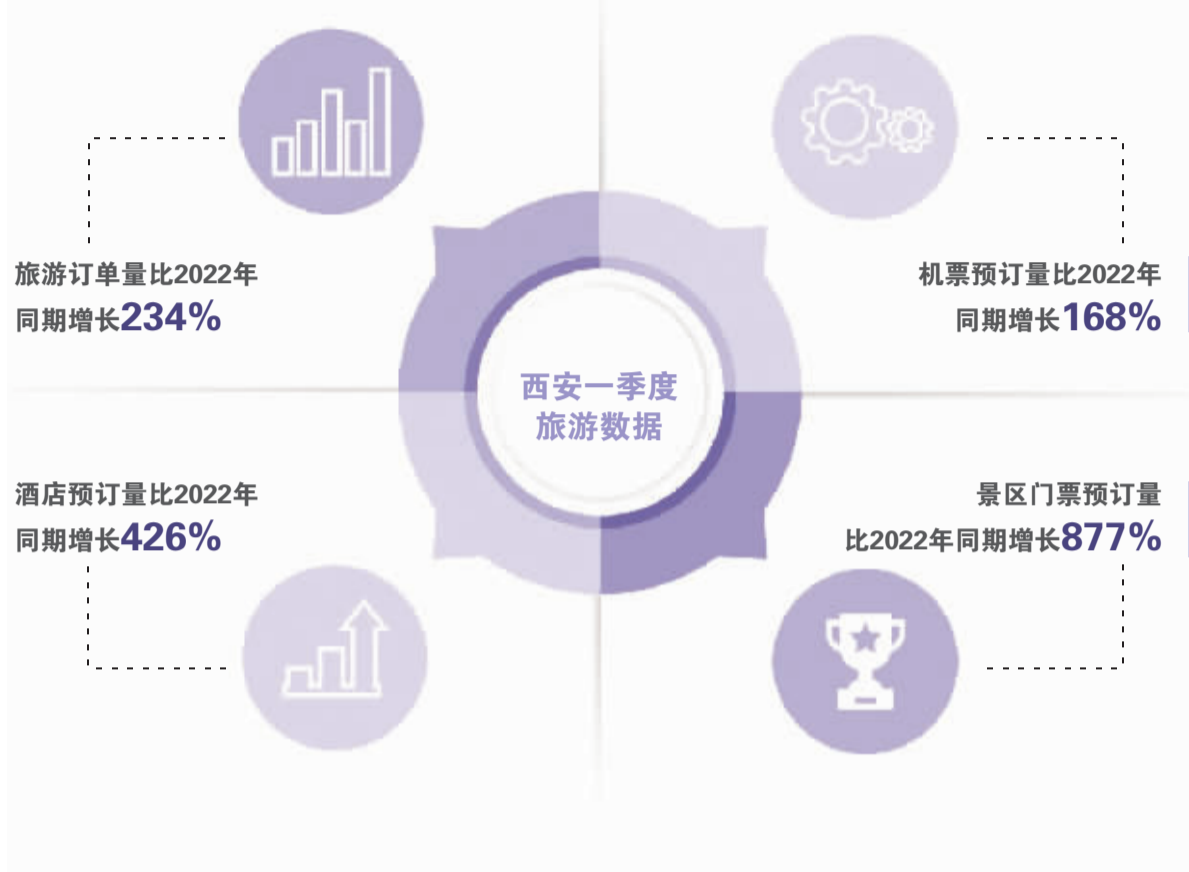 旅游订单量比2022年
同期增长234%
机票预订量比2022年
同期增长168%
西安一季度
旅游数据
酒店预订量比2022年
同期增长426%
景区门票预订量
比2022年同期增长877%